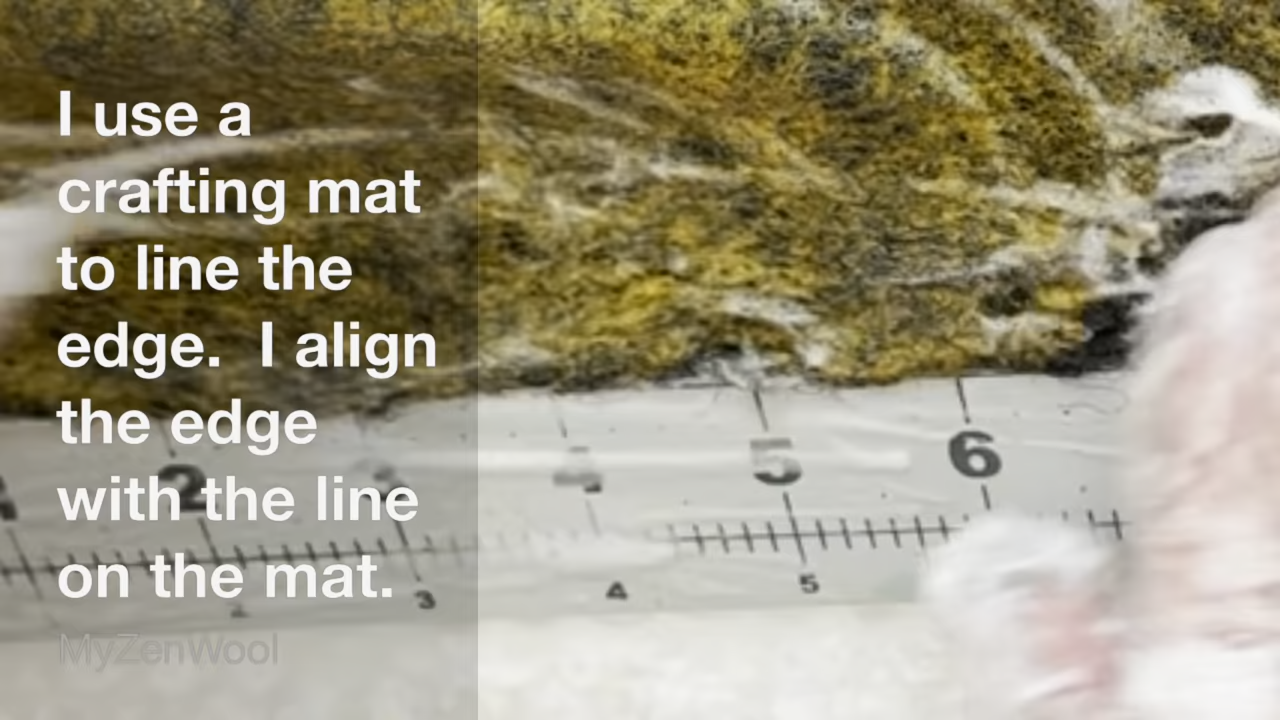 I use a
crafting mat
to line the
edge.  I align
the edge
with the line
on the mat.
MyZenWool
2 5 6
2 3 4 5